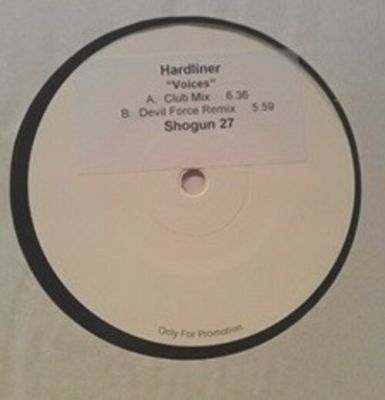 Hardliner
"Voices"
A. Club Mix 6.36
B. Devil Force Remix 5.59
Shogun 27
Only For Promotion